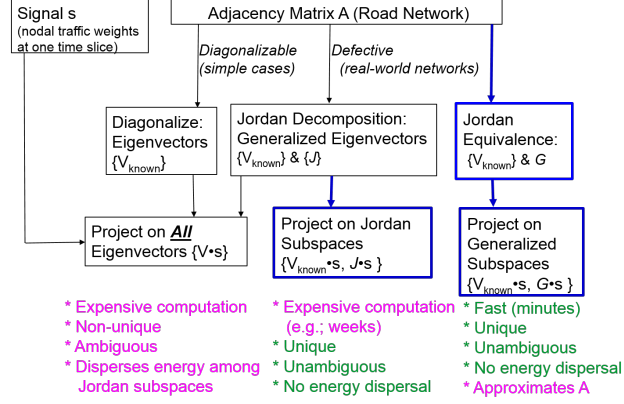 Signal s
(nodal traffic weights
at one time slice)
Adjacency Matrix A (Road Network)
Diagonalizable
(simple cases)
Defective
(real-world networks)
Diagonalize:
Eigenvectors
{Vknown}
Jordan Decomposition:
Generalized Eigenvectors
{Vknown} & {J}
Jordan
Equivalence:
{Vknown} & G
Project on All
Eigenvectors {V•s}
Project on Jordan
Subspaces
{Vknown•s, J•s }
Project on
Generalized
Subspaces
{Vknown•s, G•s }
* Expensive computation
* Non-unique
* Ambiguous
* Disperses energy among
Jordan subspaces
* Expensive computation
(e.g.; weeks)
* Unique
* Unambiguous
* No energy dispersal
* Fast (minutes)
* Unique
* Unambiguous
* No energy dispersal
* Approximates A